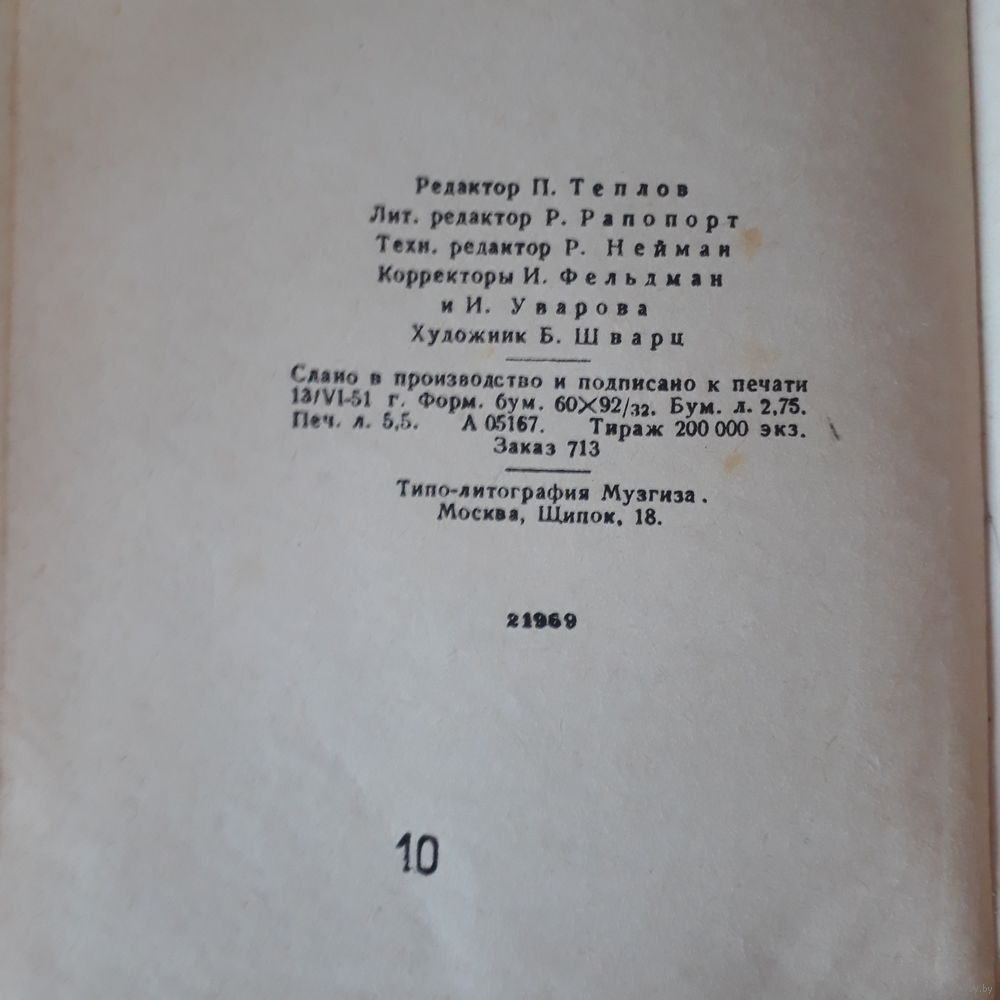 Редактор П. Теплов
Лит. редактор Р. Рапопорт
Техн. редактор Р. Нейман
Корректоры И. Фельдман
и И. Уварова
Художник Б. Шварц
Сдано в производство и подписано к печати
13/VI-51 г. Форм. бум. 60×92/32. Бум. л. 2,75.
Печ. л. 5,5. А 05167. Тираж 200 000 экз.
Заказ 713
Типо-литография Музгиза.
Москва, Щипок, 18.
21969
10